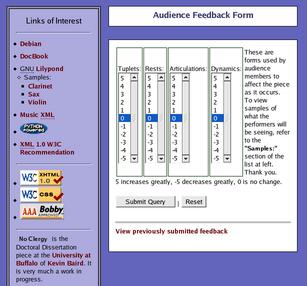 Links of Interest
Debian
DocBook
GNU Lilypond
Samples:
Clarinet
Sax
Violin
Music XML
PYTHON
POWERED
XML 1.0 W3C
Recommendation
W3C XHTML 1.0
W3C CSS
AAA Bobby
APPROVED
No Clergy is the
Doctoral Dissertation
piece at the University at
Buffalo of Kevin Baird. It
is very much a work in
progress.
Audience Feedback Form
Tuplets: Rests: Articulations: Dynamics:
5 5 5 5
4 4 4 4
3 3 3 3
2 2 2 2
1 1 1 1
0 0 0 0
-1 -1 -1 -1
-2 -2 -2 -2
-3 -3 -3 -3
-4 -4 -4 -4
-5 -5 -5 -5
These are
forms used by
audience
members to
affect the piece
as it occurs.
To view
samples of
what the
performers will
be seeing, refer
to the
"Samples:"
section of the
list at left.
Thank you.
5 increases greatly, -5 decreases greatly, 0 is no change.
Submit Query | Reset
View previously submitted feedback